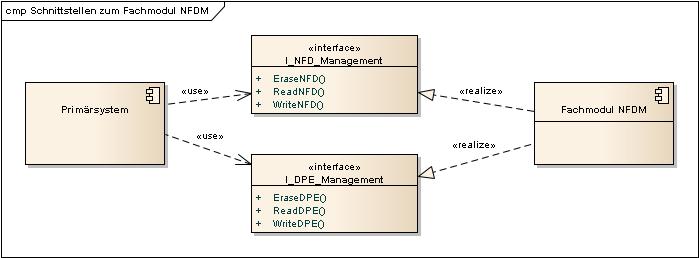 cmp Schnittstellen zum Fachmodul NFDM
«interface»
I_NFD_Management
+ EraseNFD()
+ ReadNFD()
+ WriteNFD()
«use»
«realize»
Primärsystem
Fachmodul NFDM
«use»
«realize»
«interface»
I_DPE_Management
+ EraseDPE()
+ ReadDPE()
+ WriteDPE()